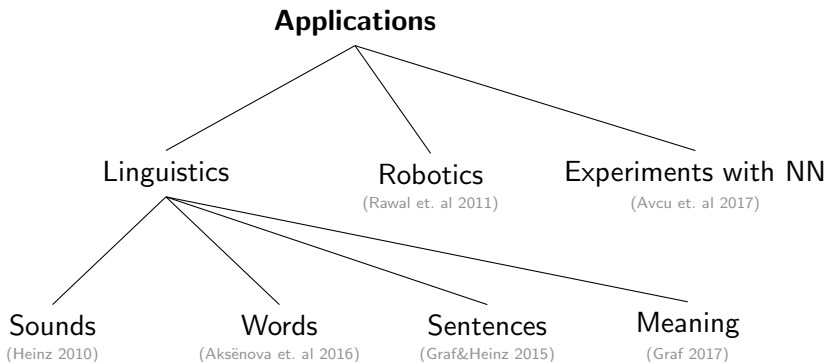 Applications
Linguistics
Robotics
(Rawal et. al 2011)
Experiments with NN
(Avcu et. al 2017)
Sounds
(Heinz 2010)
Words
(Aksënova et. al 2016)
Sentences
(Graf&Heinz 2015)
Meaning
(Graf 2017)